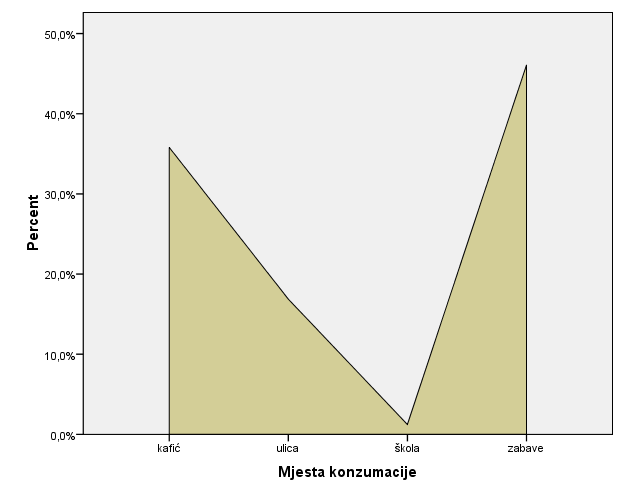 Percent
50,0%
40,0%
30,0%
20,0%
10,0%
0,0%
kafić ulica škola zabave
Mjesta konzumacije